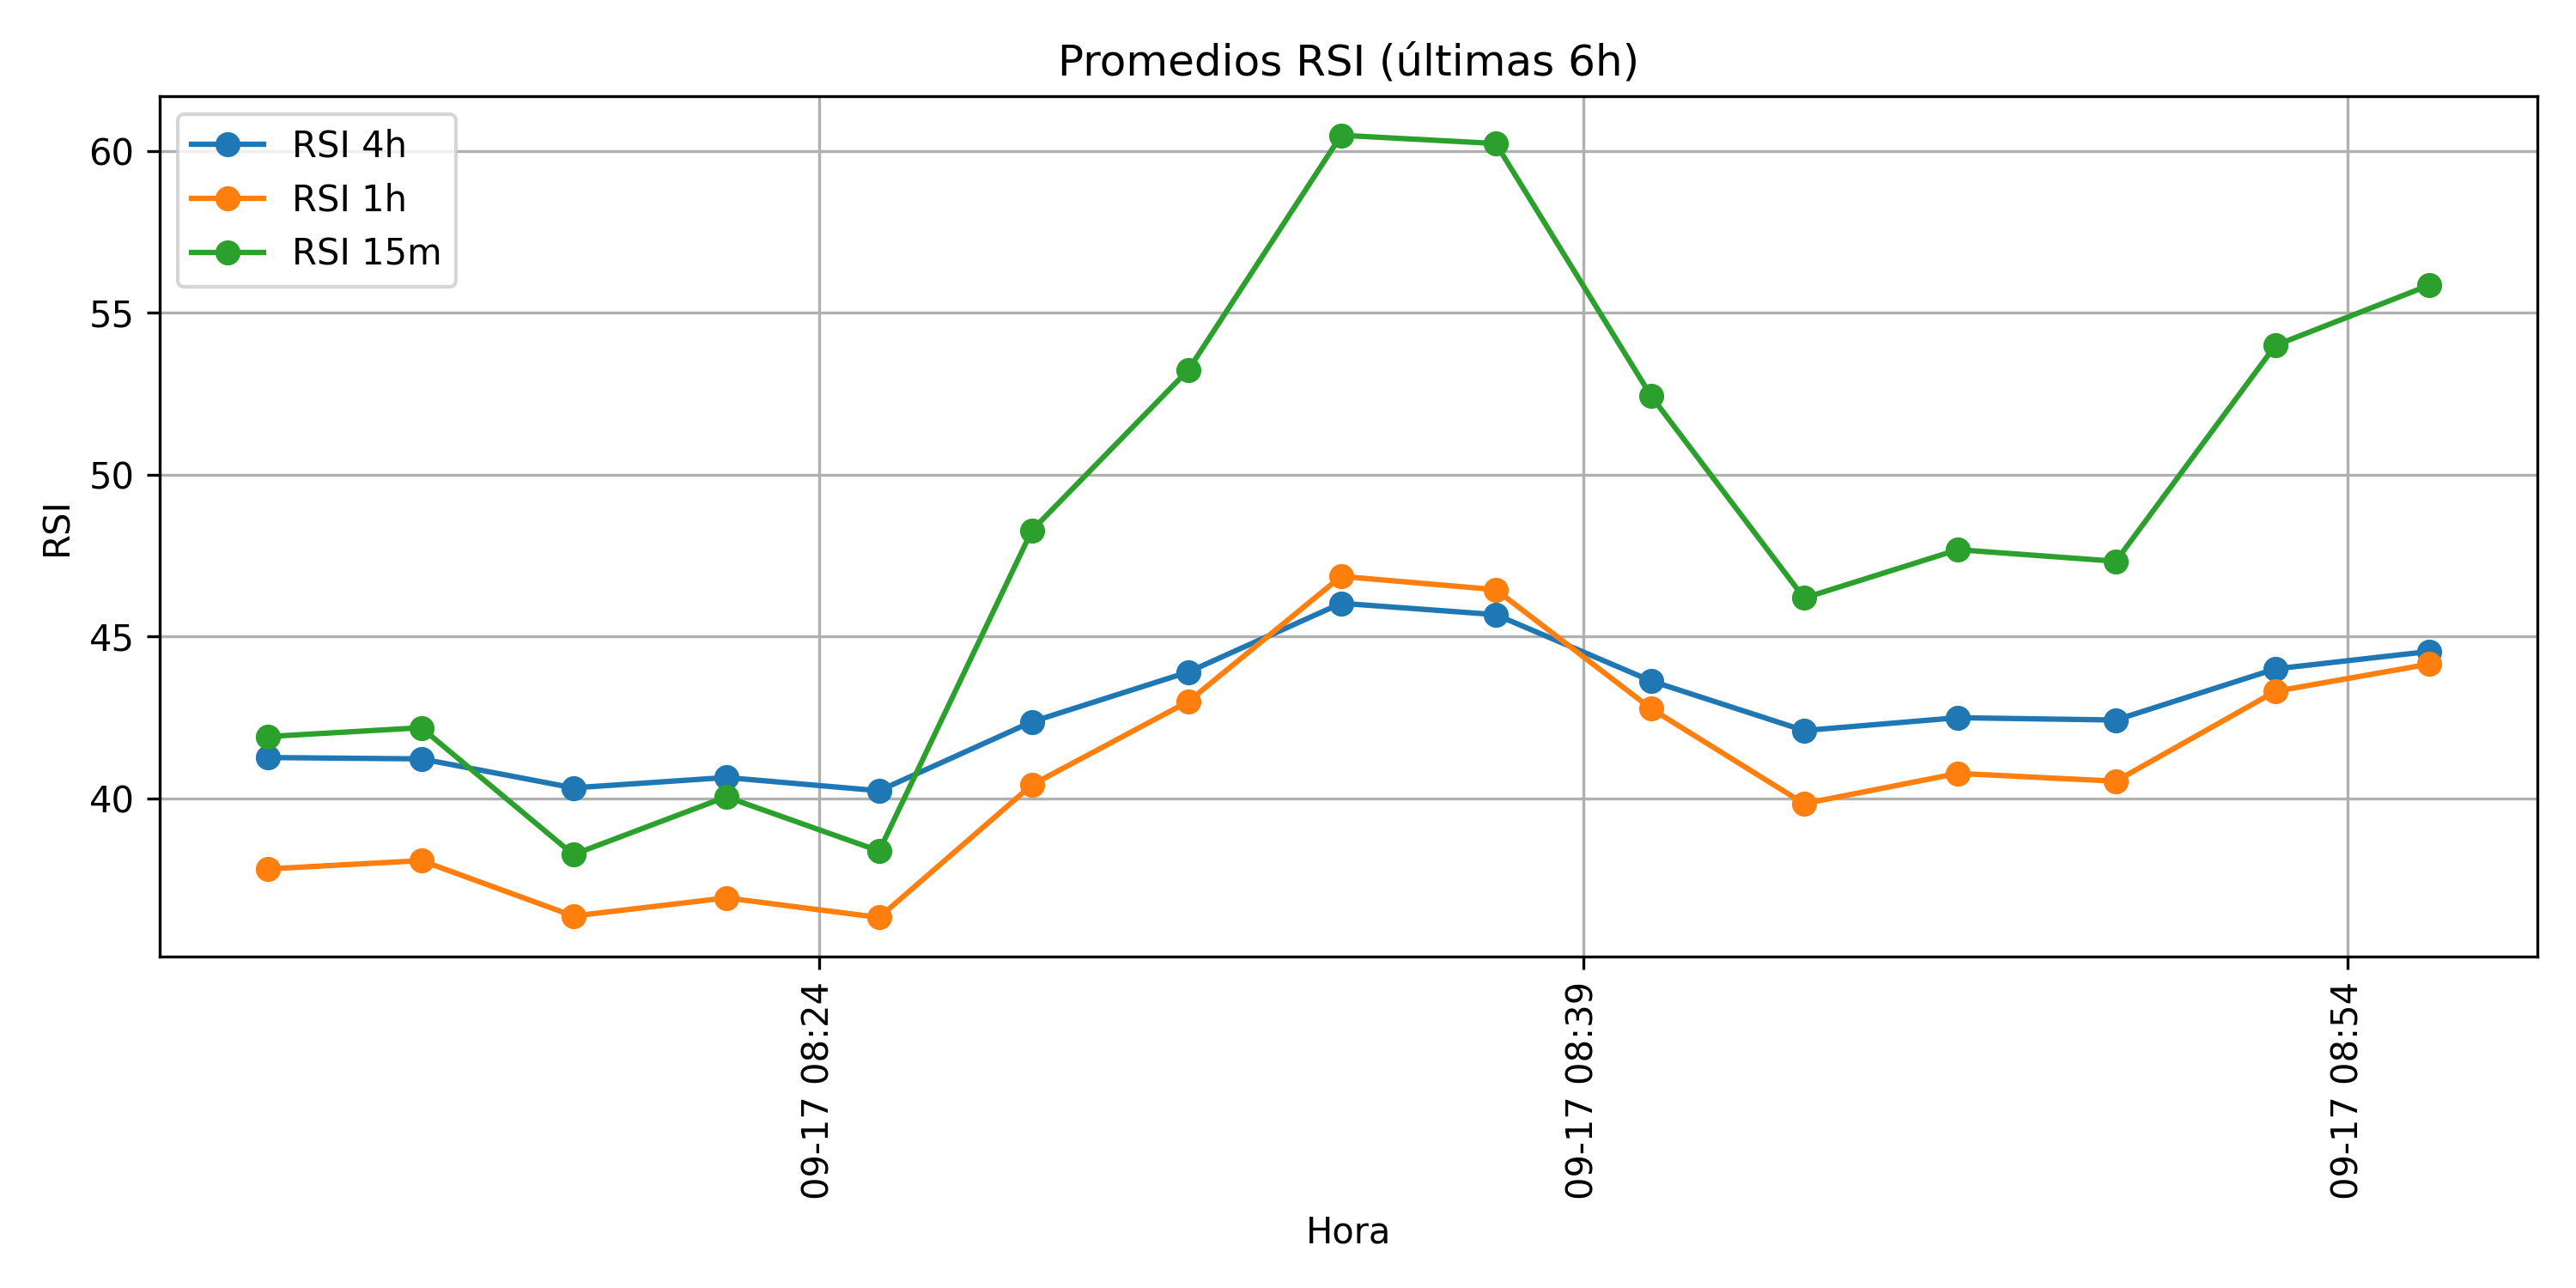 Promedios RSI (últimas 6h)
RSI 4h
RSI 1h
RSI 15m
60
55
50
45
40
RSI
09-17 08:24
09-17 08:39
09-17 08:54
Hora